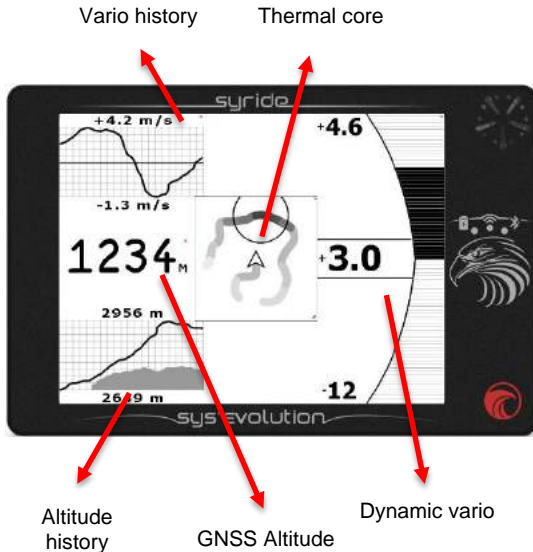 Vario history
Thermal core
syride
+4.2 m/s
+4.6
-1.3 m/s
1234M
+3.0
2956 m
-12
sys'evolution
Altitude
history
GNSS Altitude
Dynamic vario